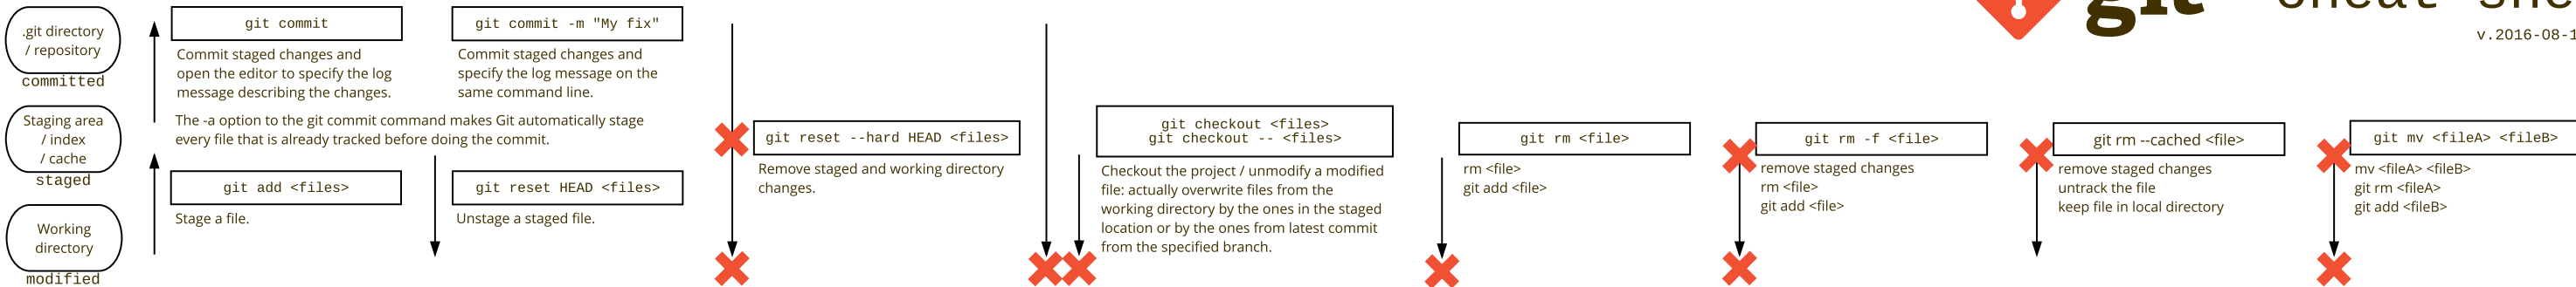 .git directory
/ repository
committed
Staging area
/ index
/ cache
staged
Working
directory
modified
git commit
Commit staged changes and
open the editor to specify the log
message describing the changes.
git commit -m "My fix"
Commit staged changes and
specify the log message on the
same command line.
The -a option to the git commit command makes Git automatically stage
every file that is already tracked before doing the commit.
git add <files>
Stage a file.
git reset HEAD <files>
Unstage a staged file.
git reset --hard HEAD <files>
Remove staged and working directory
changes.
git checkout <files>
git checkout -- <files>
Checkout the project / unmodify a modified
file: actually overwrite files from the
working directory by the ones in the staged
location or by the ones from latest commit
from the specified branch.
git rm <file>
rm <file>
git add <file>
git rm -f <file>
remove staged changes
rm <file>
git add <file>
git rm --cached <file>
remove staged changes
untrack the file
keep file in local directory
git mv <fileA> <fileB>
mv <fileA> <fileB>
git rm <fileA>
git add <fileB>
git cheat she
v.2016-08-1